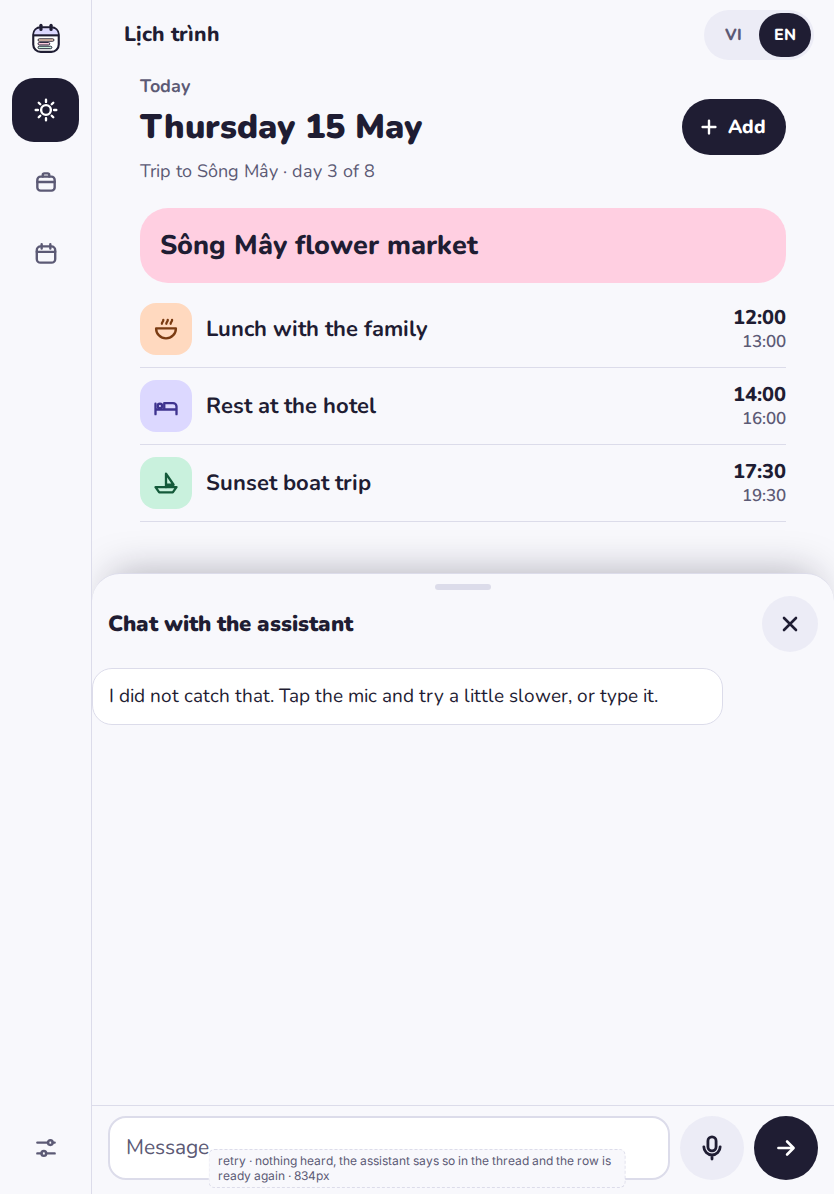 Lịch trình
VI
EN
Today
Thursday 15 May
+ Add
Trip to Sông Mây · day 3 of 8
Sông Mây flower market
Lunch with the family
12:00
13:00
Rest at the hotel
14:00
16:00
Sunset boat trip
17:30
19:30
Chat with the assistant
I did not catch that. Tap the mic and try a little slower, or type it.
Message
retry · nothing heard, the assistant says so in the thread and the row is
ready again · 834px